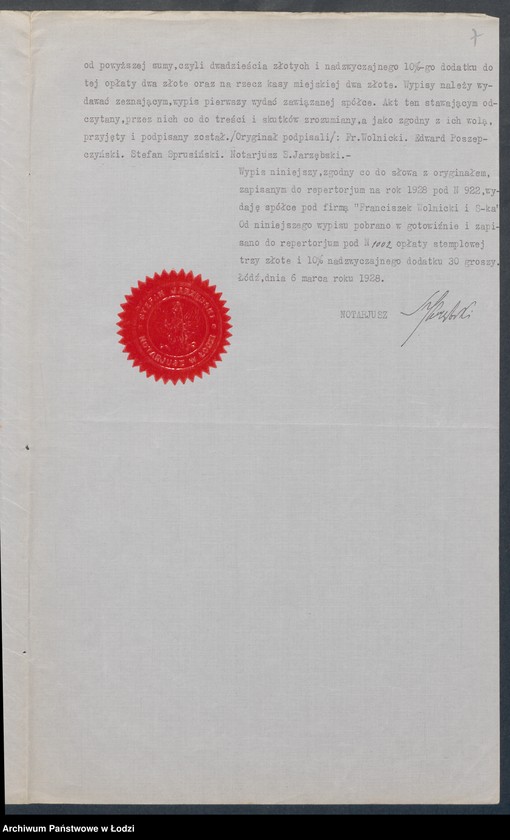 7
od powyższej sumy,czyli dwadzieścia złotych i nadzwyczajnego 10%-go dodatku do
tej opłaty dwa złote oraz na rzecz kasy miejskiej dwa złote. Wypisy należy wy-
dawać zeznającym,wypis pierwszy wydać zawiązanej spółce. Akt ten stawającym od-
czytany,przez nich co do treści i skutków zrozumiany,a jako zgodny z ich wolą,
przyjęty i podpisany został./Oryginał podpisali/: Fr.Wolnicki. Edward Poszep-
czyński. Stefan Sprusiński. Notarjusz S.Jarzębski.-
Wypis niniejszy,zgodny co do słowa z oryginałem,
zapisanym do repertorjum na rok 1928 pod N 922,wy-
daję spółce pod firmą "Franciszek Wolnicki i S-ka"
Od niniejszego wypisu pobrano w gotowiźnie i zapi-
sano do repertorjum pod N 1002 opłaty stemplowej
trzy złote i 10% nadzwyczajnego dodatku 30 groszy.
Łódź,dnia 6 marca roku 1928.
NOTARJUSZ
SZCZEPAN JARZĘBSKI
NOTARJUSZ W ŁODZI
Archiwum Państwowe w Łodzi